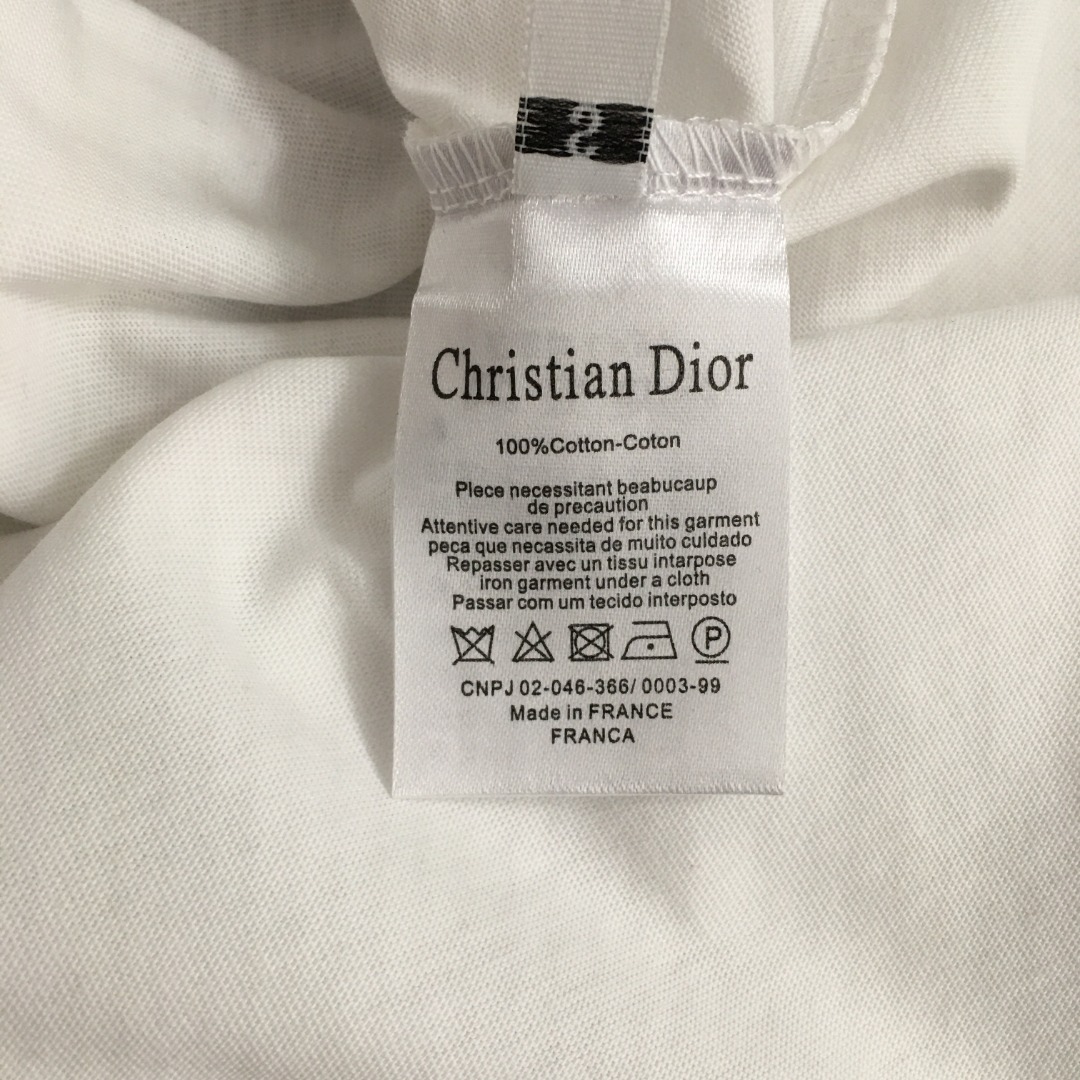 Christian Dior
100%Cotton-Coton
Plece necessitant beabucaup
de precaution
Attentive care needed for this garment
peca que necassita de muito culdado
Repasser avec un tissu intarpose
iron garment under a cloth
Passar com um tecido interposto
P
CNPJ 02-046-366/ 0003-99
Made in FRANCE
FRANCA